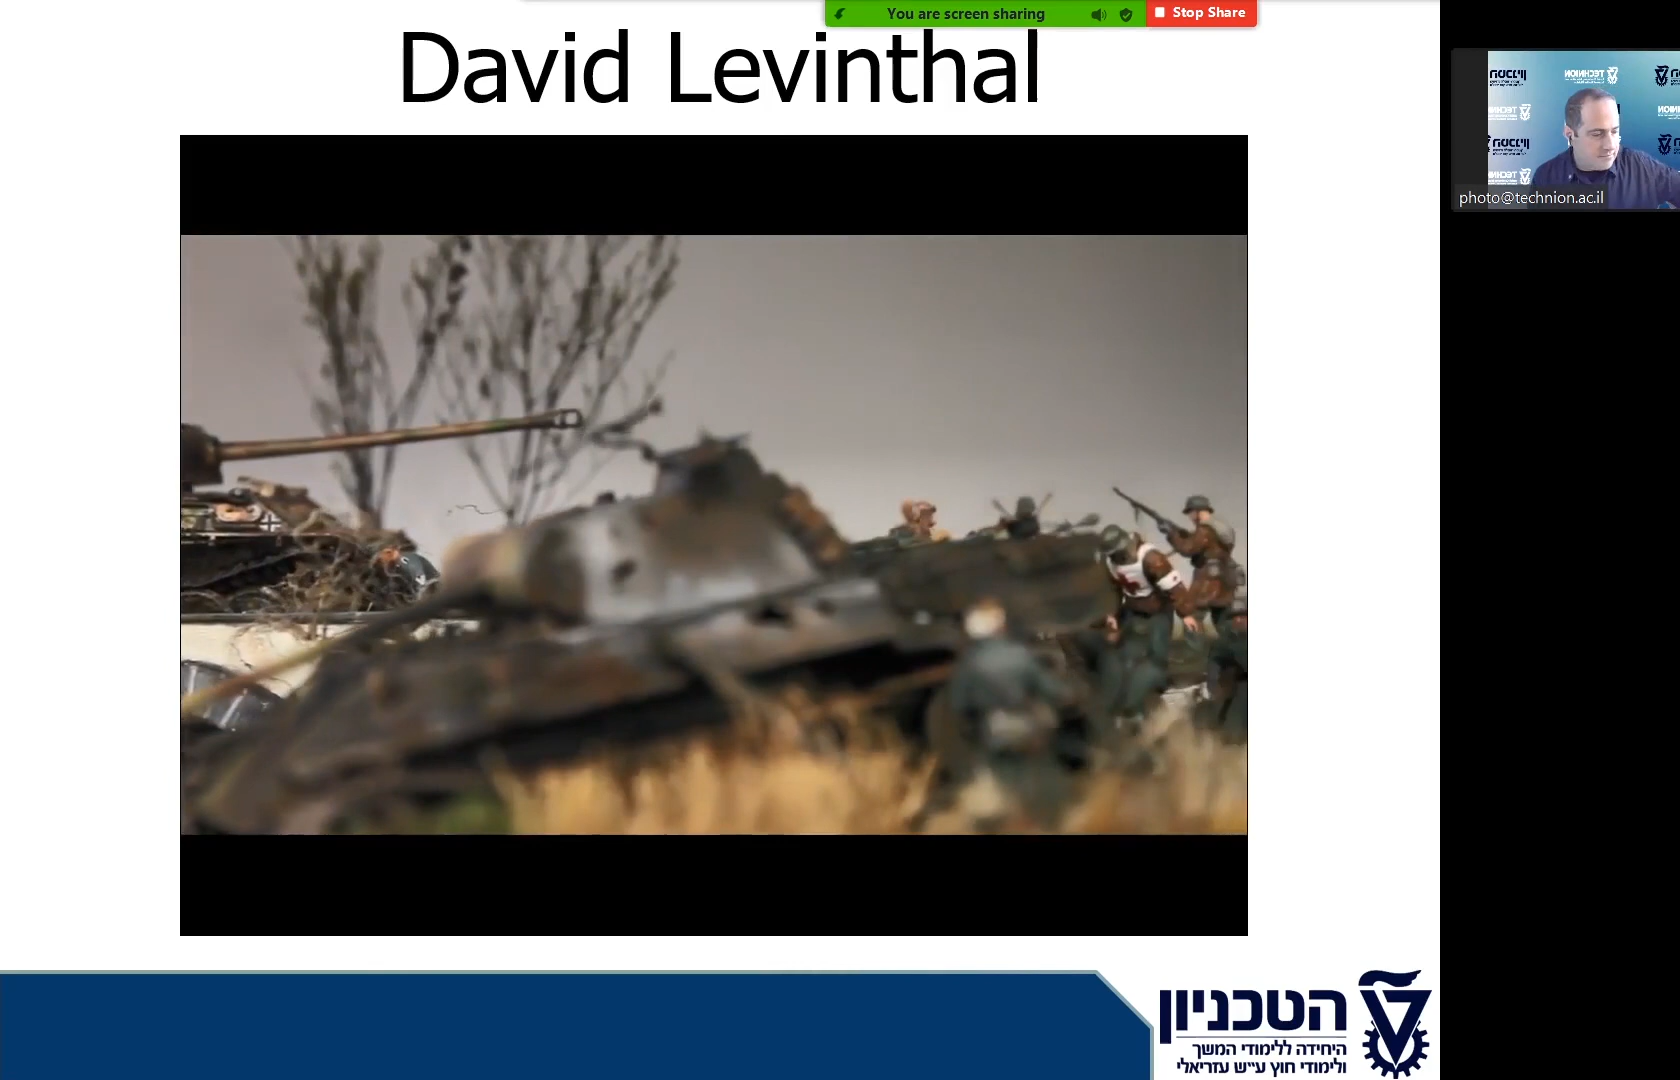 You are screen sharing
Stop Share
David Levinthal
photo@technion.ac.il
הטכניון
היחידה ללימודי המשך
ולימודי חוץ ע״ש עזריאלי